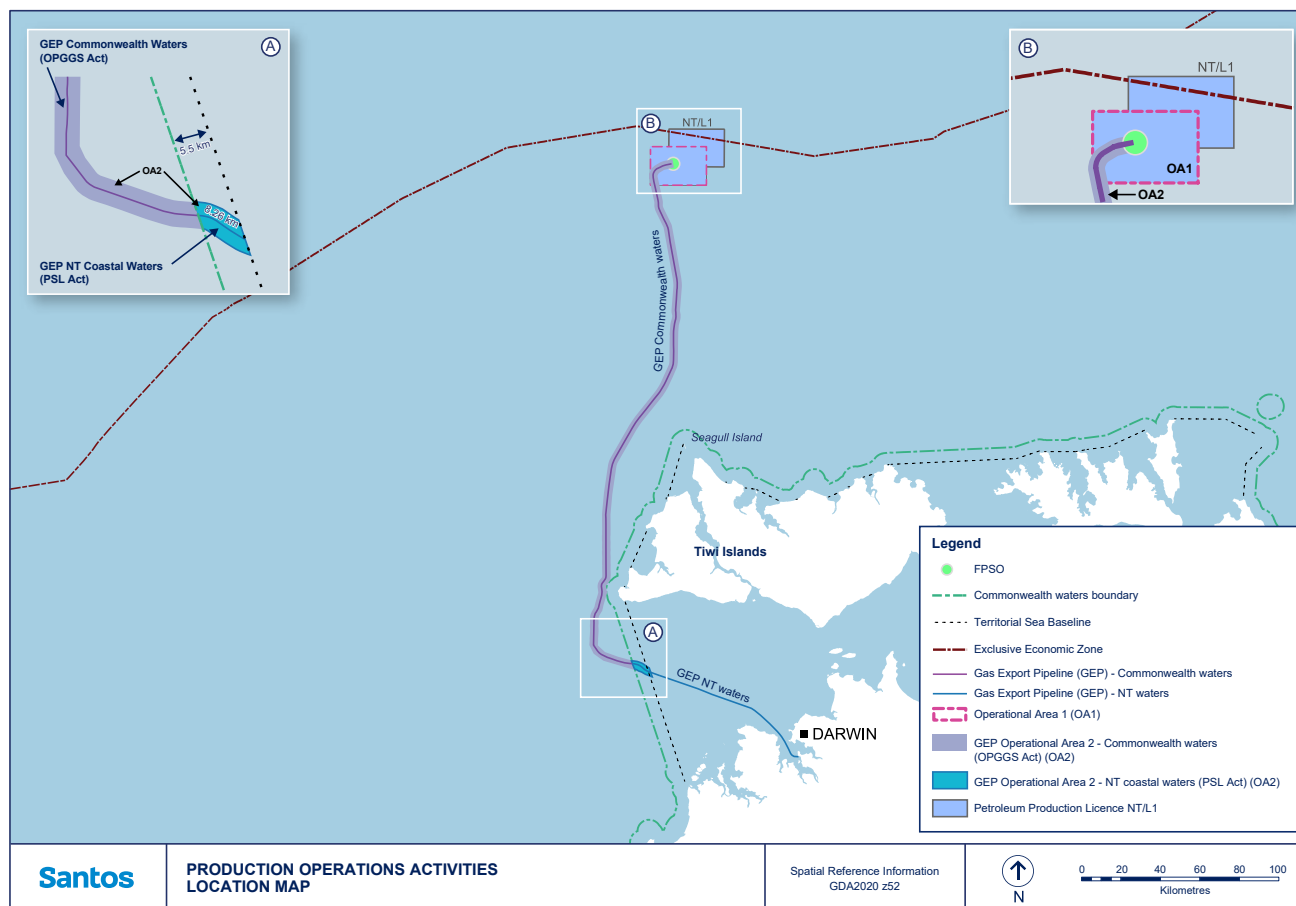 GEP Commonwealth Waters
(OPGGS Act)
A
5.5 km
OA2
8.26 km
GEP NT Coastal Waters
(PSL Act)
B
NT/L1
B
NT/L1
OA1
OA2
GEP Commonwealth waters
Seagull Island
Tiwi Islands
A
GEP NT waters
DARWIN
Legend
FPSO
Commonwealth waters boundary
Territorial Sea Baseline
Exclusive Economic Zone
Gas Export Pipeline (GEP) - Commonwealth waters
Gas Export Pipeline (GEP) - NT waters
Operational Area 1 (OA1)
GEP Operational Area 2 - Commonwealth waters
(OPGGS Act) (OA2)
GEP Operational Area 2 - NT coastal waters (PSL Act) (OA2)
Petroleum Production Licence NT/L1
Santos
PRODUCTION OPERATIONS ACTIVITIES
LOCATION MAP
Spatial Reference Information
GDA2020 z52
N
0 20 40 60 80 100
Kilometres